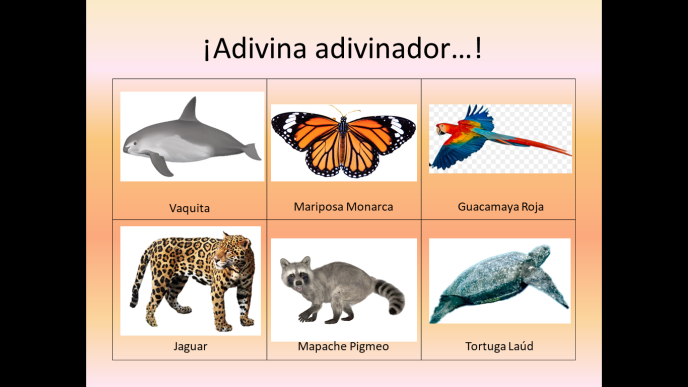 ¡Adivina adivinador…!
Vaquita
Mariposa Monarca
Guacamaya Roja
Jaguar
Mapache Pigmeo
Tortuga Laúd